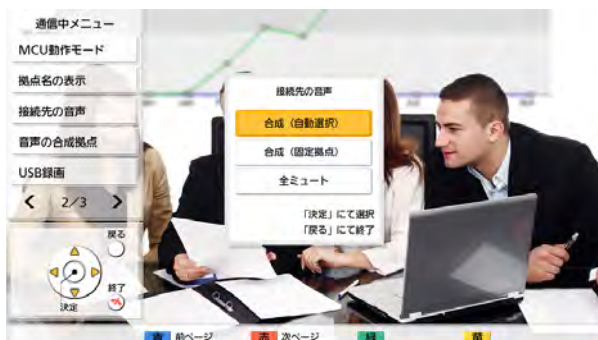 通信中メニュー
MCU動作モード
拠点名の表示
接続先の音声
音声の合成拠点
USB録画
< 2/3 >
戻る
終了
決定
接続先の音声
合成（自動選択）
合成（固定拠点）
全ミュート
「決定」にて選択
「戻る」にて終了
青 前ページ 赤 次ページ 緑 黄